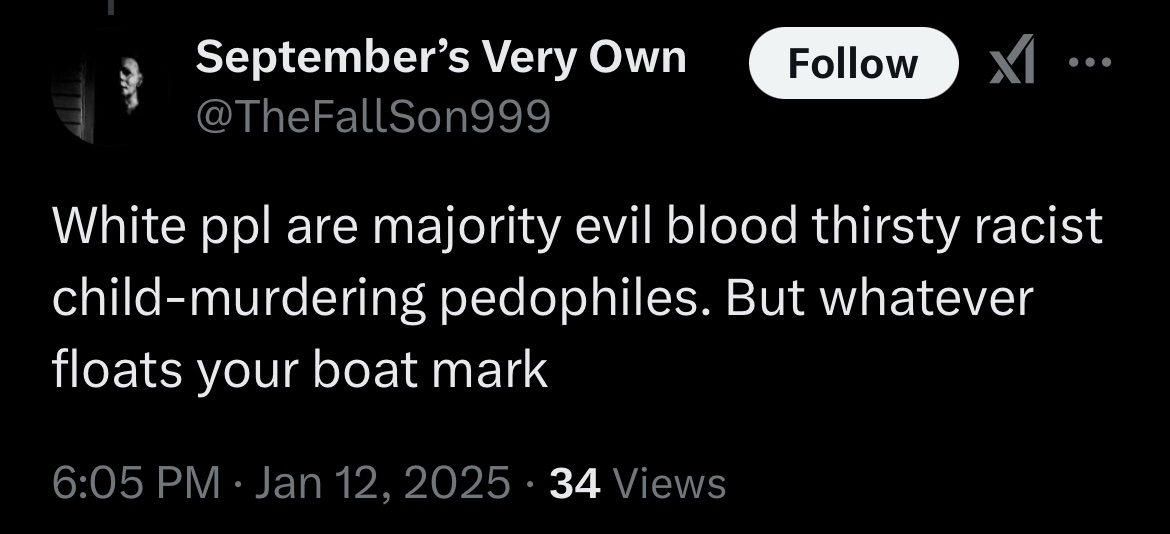 September’s Very Own
Follow
@TheFallSon999
White ppl are majority evil blood thirsty racist
child-murdering pedophiles. But whatever
floats your boat mark
6:05 PM · Jan 12, 2025 · 34 Views